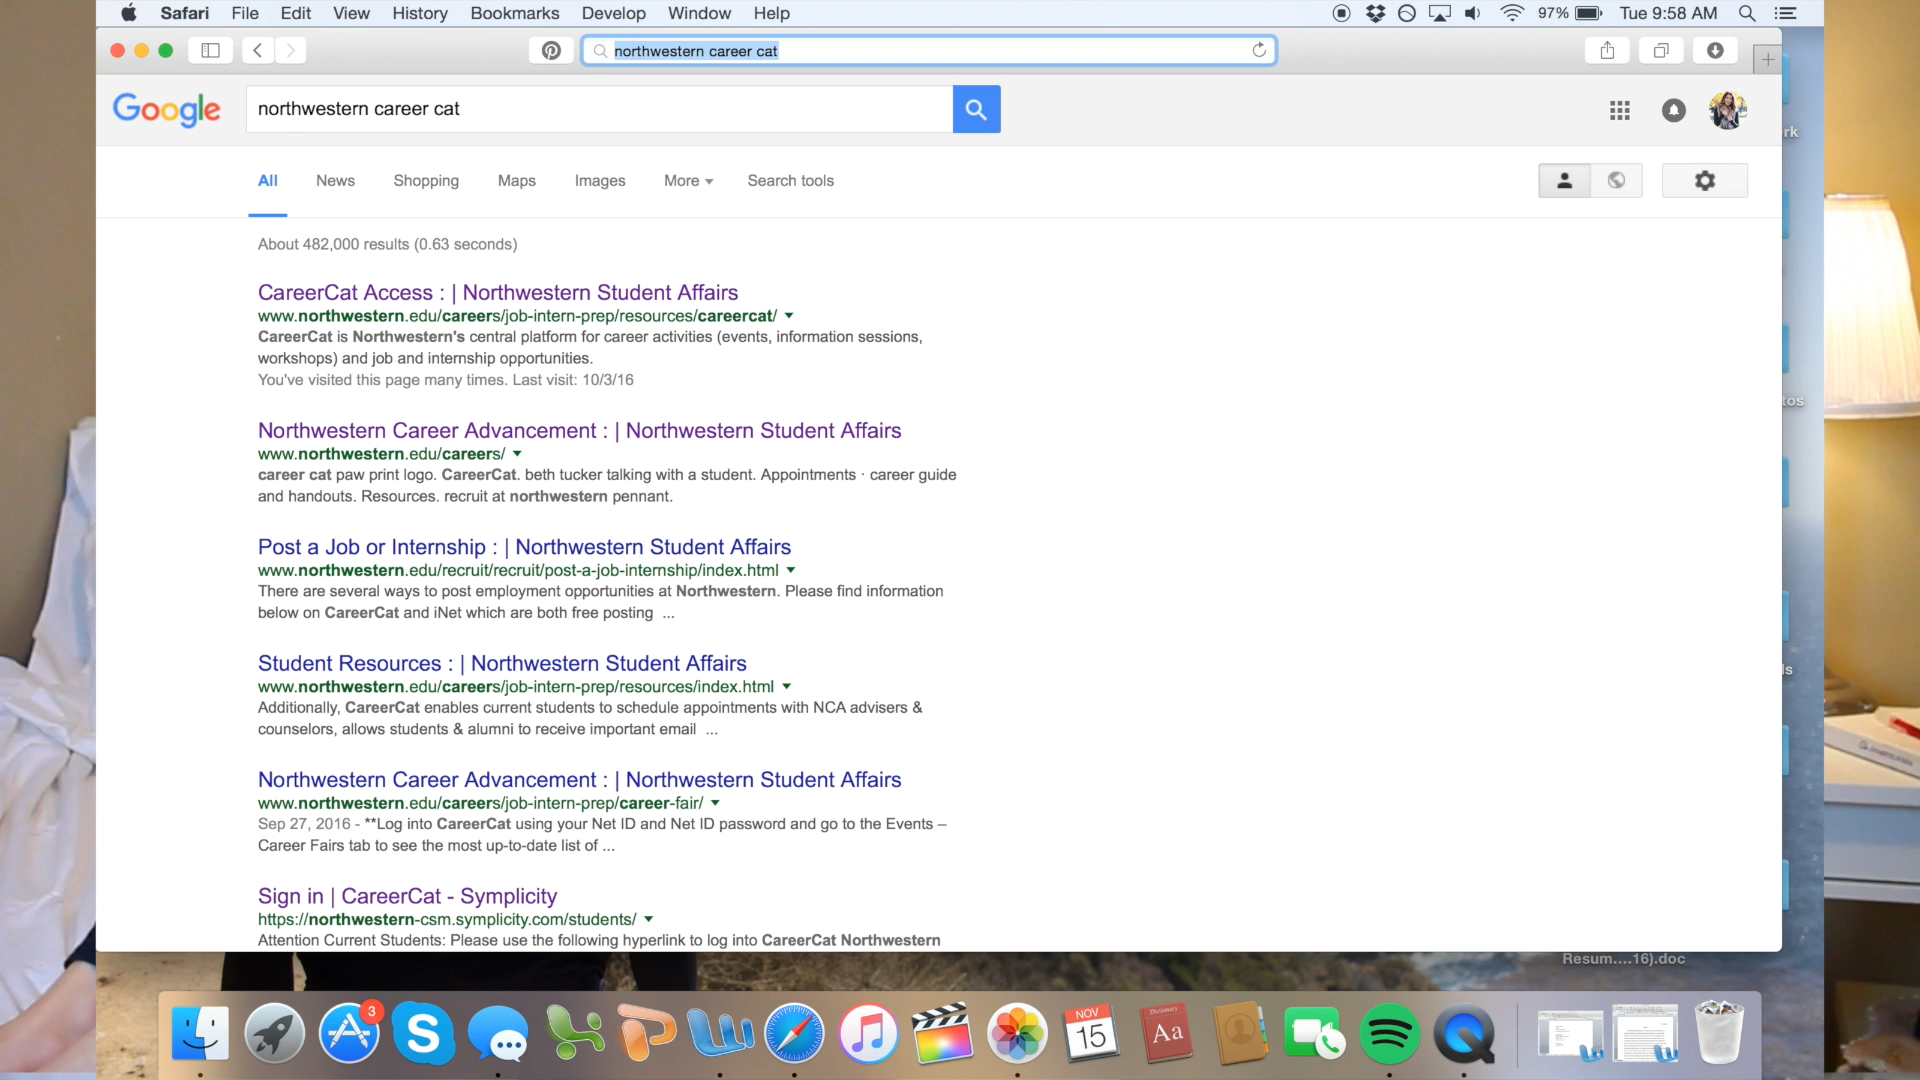 Safari File Edit View History Bookmarks Develop Window Help 97% Tue 9:58 AM
northwestern career cat
Google northwestern career cat
All News Shopping Maps Images More Search tools
About 482,000 results (0.63 seconds)
CareerCat Access : | Northwestern Student Affairs
www.northwestern.edu/careers/job-intern-prep/resources/careercat/
CareerCat is Northwestern's central platform for career activities (events, information sessions,
workshops) and job and internship opportunities.
You've visited this page many times. Last visit: 10/3/16
Northwestern Career Advancement : | Northwestern Student Affairs
www.northwestern.edu/careers/
career cat paw print logo. CareerCat. beth tucker talking with a student. Appointments · career guide
and handouts. Resources. recruit at northwestern pennant.
Post a Job or Internship : | Northwestern Student Affairs
www.northwestern.edu/recruit/recruit/post-a-job-internship/index.html
There are several ways to post employment opportunities at Northwestern. Please find information
below on CareerCat and iNet which are both free posting ...
Student Resources : | Northwestern Student Affairs
www.northwestern.edu/careers/job-intern-prep/resources/index.html
Additionally, CareerCat enables current students to schedule appointments with NCA advisers &
counselors, allows students & alumni to receive important email ...
Northwestern Career Advancement : | Northwestern Student Affairs
www.northwestern.edu/careers/job-intern-prep/career-fair/
Sep 27, 2016 - **Log into CareerCat using your Net ID and Net ID password and go to the Events –
Career Fairs tab to see the most up-to-date list of ...
Sign in | CareerCat - Symplicity
https://northwestern-csm.symplicity.com/students/
Attention Current Students: Please use the following hyperlink to log into CareerCat Northwestern
rk
tos
ls
Resum....16).doc
3
NOV
15
Dictionary
Aa